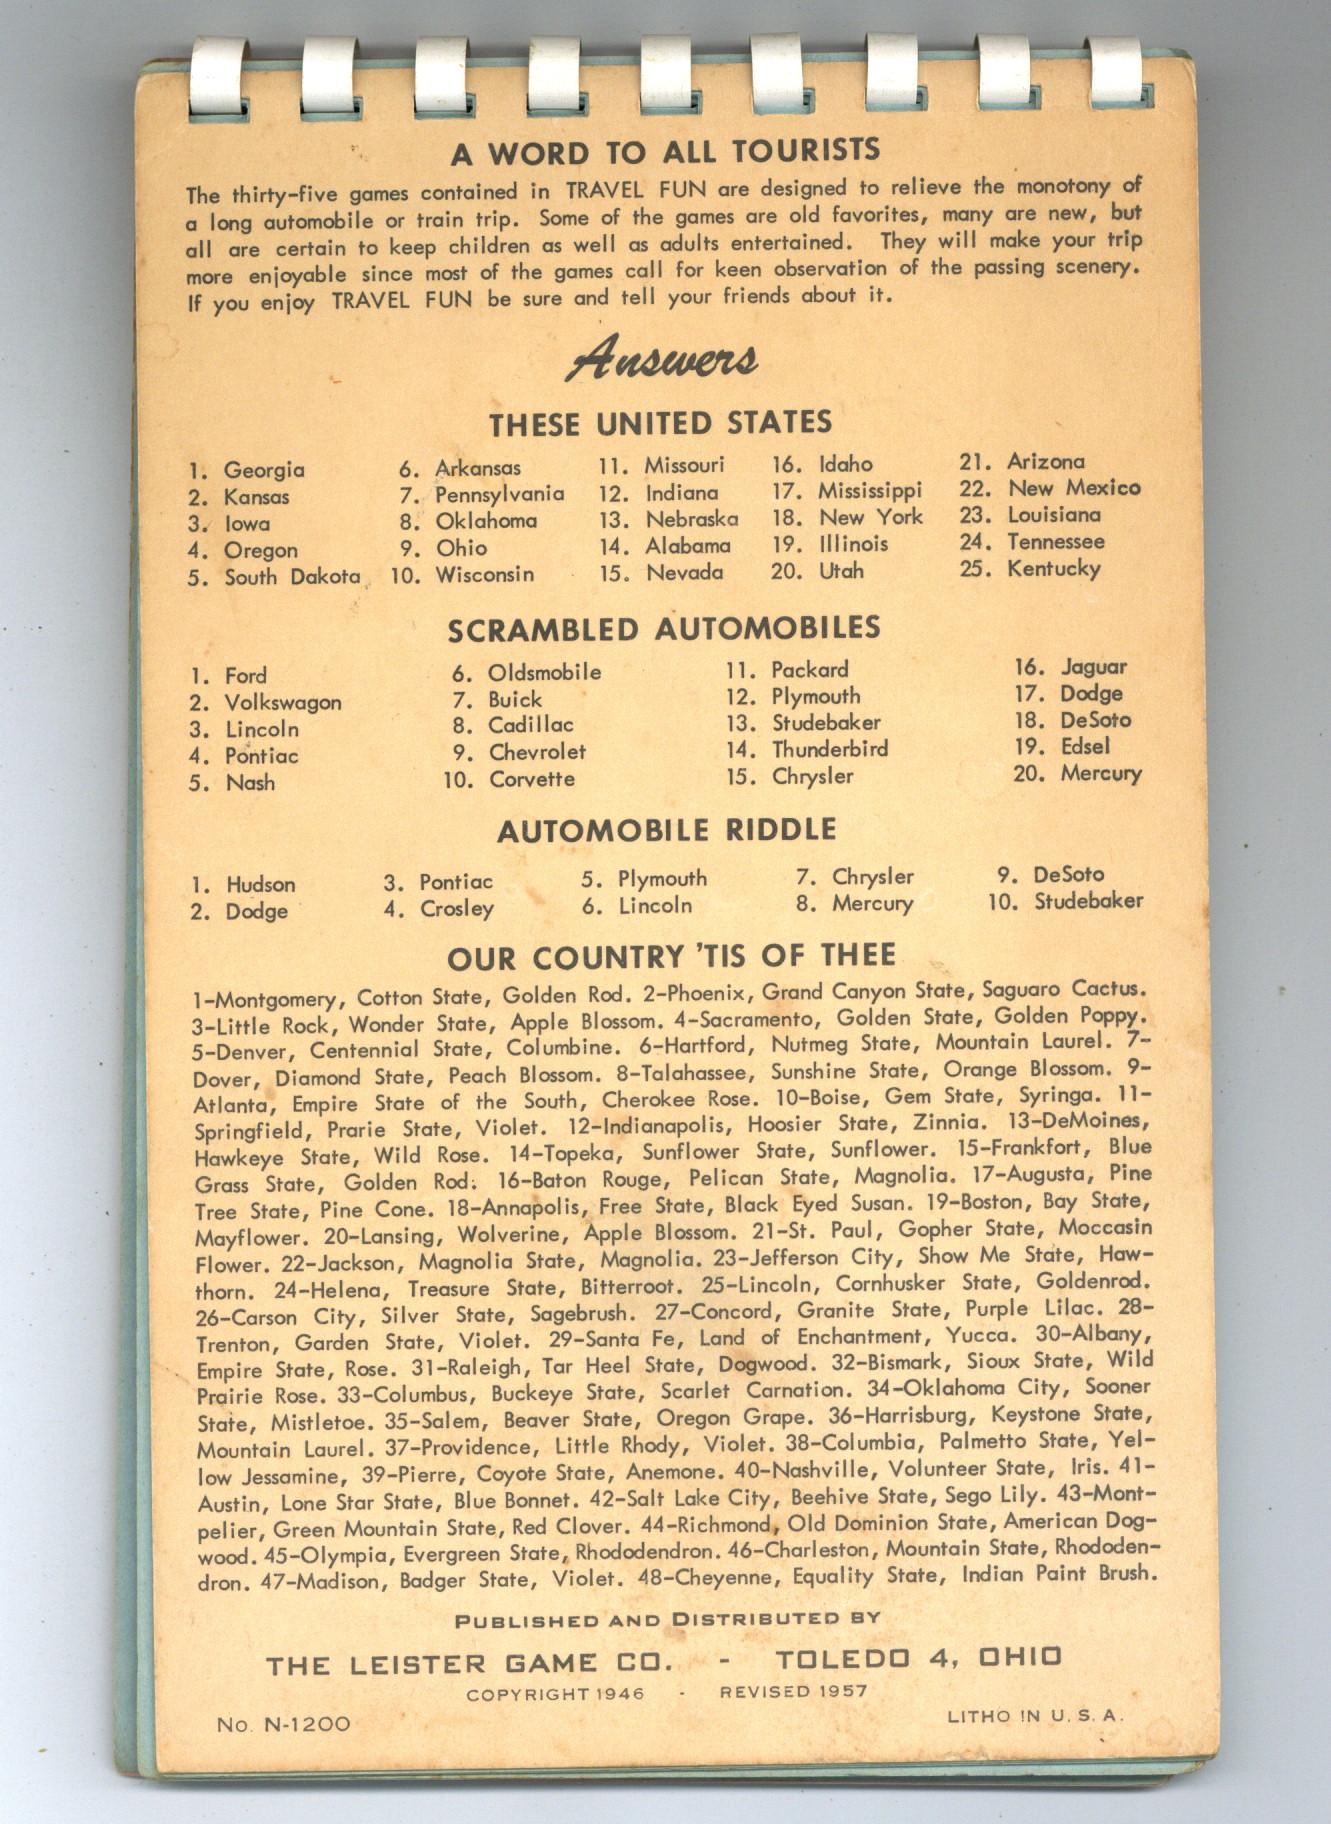 A WORD TO ALL TOURISTS
The thirty-five games contained in TRAVEL FUN are designed to relieve the monotony of
a long automobile or train trip. Some of the games are old favorites, many are new, but
all are certain to keep children as well as adults entertained. They will make your trip
more enjoyable since most of the games call for keen observation of the passing scenery.
If you enjoy TRAVEL FUN be sure and tell your friends about it.
Answers
THESE UNITED STATES
1. Georgia 6. Arkansas 11. Missouri 16. Idaho 21. Arizona
2. Kansas 7. Pennsylvania 12. Indiana 17. Mississippi 22. New Mexico
3. Iowa 8. Oklahoma 13. Nebraska 18. New York 23. Louisiana
4. Oregon 9. Ohio 14. Alabama 19. Illinois 24. Tennessee
5. South Dakota 10. Wisconsin 15. Nevada 20. Utah 25. Kentucky
SCRAMBLED AUTOMOBILES
1. Ford 6. Oldsmobile 11. Packard 16. Jaguar
2. Volkswagon 7. Buick 12. Plymouth 17. Dodge
3. Lincoln 8. Cadillac 13. Studebaker 18. DeSoto
4. Pontiac 9. Chevrolet 14. Thunderbird 19. Edsel
5. Nash 10. Corvette 15. Chrysler 20. Mercury
AUTOMOBILE RIDDLE
1. Hudson 3. Pontiac 5. Plymouth 7. Chrysler 9. DeSoto
2. Dodge 4. Crosley 6. Lincoln 8. Mercury 10. Studebaker
OUR COUNTRY 'TIS OF THEE
1-Montgomery, Cotton State, Golden Rod. 2-Phoenix, Grand Canyon State, Saguaro Cactus.
3-Little Rock, Wonder State, Apple Blossom. 4-Sacramento, Golden State, Golden Poppy.
5-Denver, Centennial State, Columbine. 6-Hartford, Nutmeg State, Mountain Laurel. 7-
Dover, Diamond State, Peach Blossom. 8-Talahassee, Sunshine State, Orange Blossom. 9-
Atlanta, Empire State of the South, Cherokee Rose. 10-Boise, Gem State, Syringa. 11-
Springfield, Prarie State, Violet. 12-Indianapolis, Hoosier State, Zinnia. 13-DeMoines,
Hawkeye State, Wild Rose. 14-Topeka, Sunflower State, Sunflower. 15-Frankfort, Blue
Grass State, Golden Rod. 16-Baton Rouge, Pelican State, Magnolia. 17-Augusta, Pine
Tree State, Pine Cone. 18-Annapolis, Free State, Black Eyed Susan. 19-Boston, Bay State,
Mayflower. 20-Lansing, Wolverine, Apple Blossom. 21-St. Paul, Gopher State, Moccasin
Flower. 22-Jackson, Magnolia State, Magnolia. 23-Jefferson City, Show Me State, Haw-
thorn. 24-Helena, Treasure State, Bitterroot. 25-Lincoln, Cornhusker State, Goldenrod.
26-Carson City, Silver State, Sagebrush. 27-Concord, Granite State, Purple Lilac. 28-
Trenton, Garden State, Violet. 29-Santa Fe, Land of Enchantment, Yucca. 30-Albany,
Empire State, Rose. 31-Raleigh, Tar Heel State, Dogwood. 32-Bismark, Sioux State, Wild
Prairie Rose. 33-Columbus, Buckeye State, Scarlet Carnation. 34-Oklahoma City, Sooner
State, Mistletoe. 35-Salem, Beaver State, Oregon Grape. 36-Harrisburg, Keystone State,
Mountain Laurel. 37-Providence, Little Rhody, Violet. 38-Columbia, Palmetto State, Yel-
low Jessamine, 39-Pierre, Coyote State, Anemone. 40-Nashville, Volunteer State, Iris. 41-
Austin, Lone Star State, Blue Bonnet. 42-Salt Lake City, Beehive State, Sego Lily. 43-Mont-
pelier, Green Mountain State, Red Clover. 44-Richmond, Old Dominion State, American Dog-
wood. 45-Olympia, Evergreen State, Rhododendron. 46-Charleston, Mountain State, Rhododen-
dron. 47-Madison, Badger State, Violet. 48-Cheyenne, Equality State, Indian Paint Brush.
PUBLISHED AND DISTRIBUTED BY
THE LEISTER GAME CO. - TOLEDO 4, OHIO
COPYRIGHT 1946 - REVISED 1957
No. N-1200 LITHO IN U. S. A.